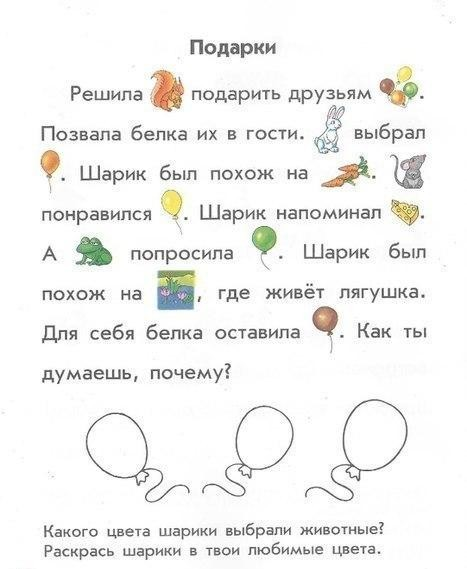 Подарки
Решила подарить друзьям .
Позвала белка их в гости. выбрал
. Шарик был похож на .
понравился . Шарик напоминал .
А попросила . Шарик был
похож на , где живёт лягушка.
Для себя белка оставила . Как ты
думаешь, почему?
Какого цвета шарики выбрали животные?
Раскрась шарики в твои любимые цвета.